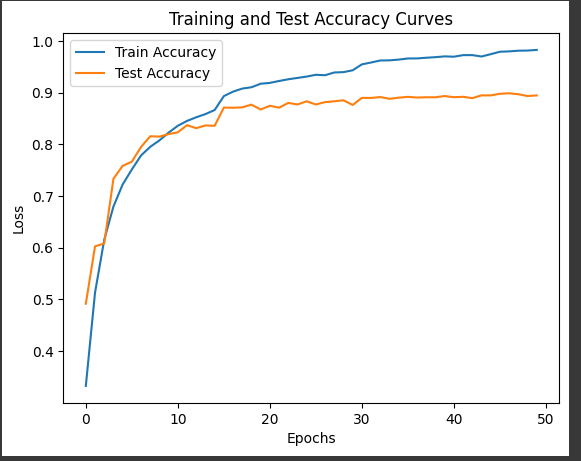 Training and Test Accuracy Curves
Train Accuracy
Test Accuracy
1.0
0.9
0.8
0.7
0.6
0.5
0.4
Loss
0 10 20 30 40 50
Epochs